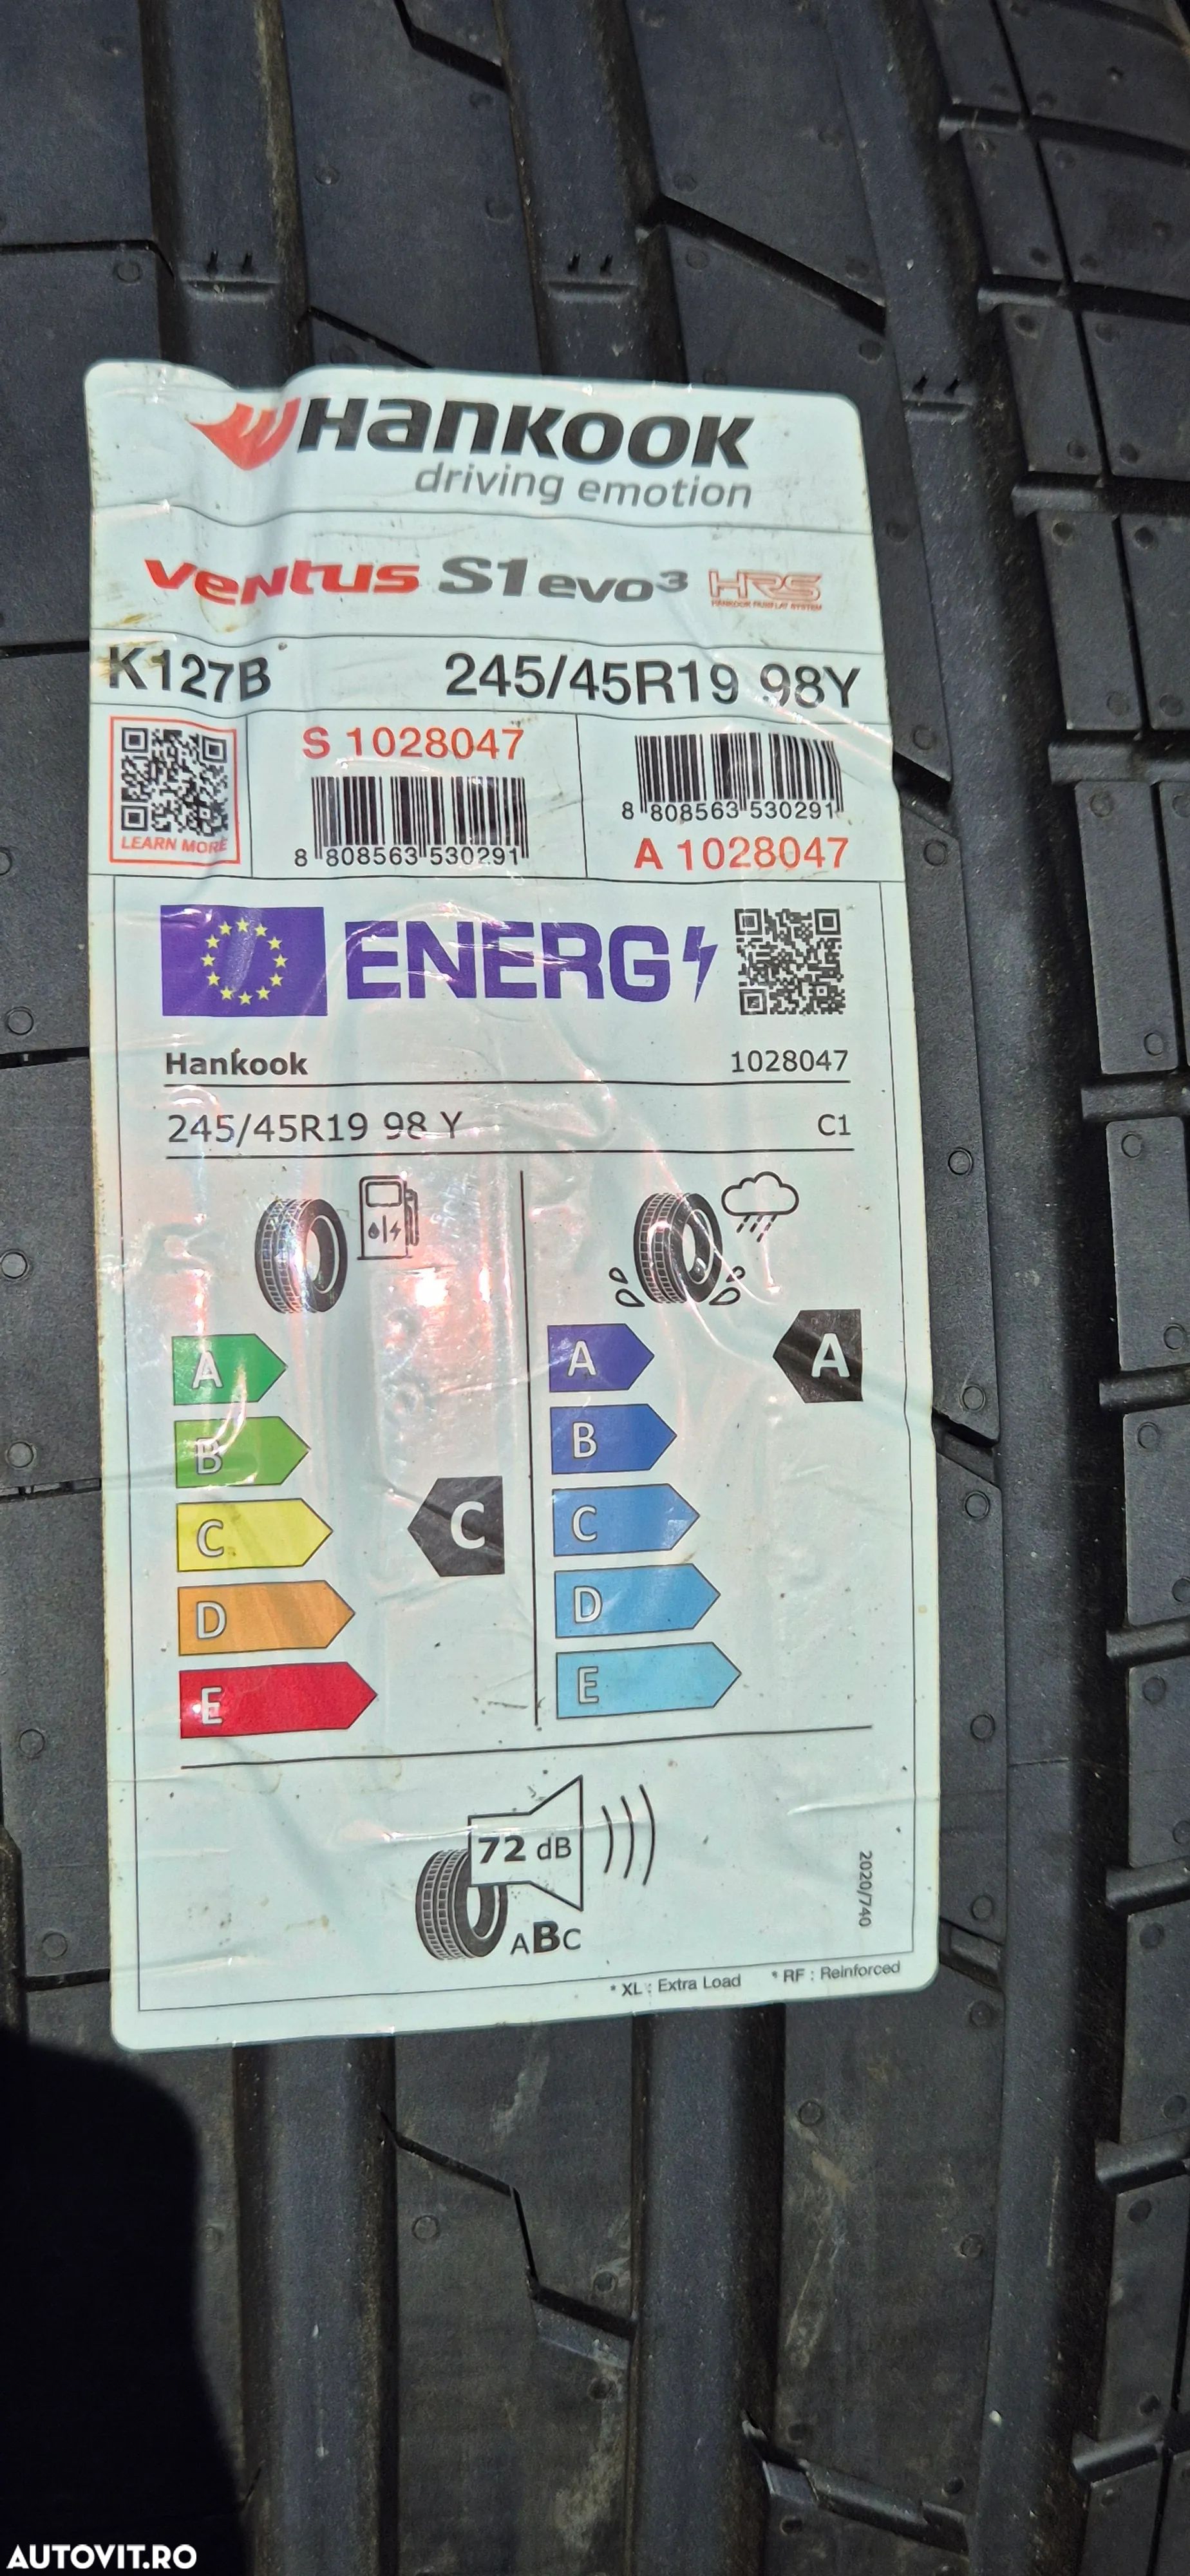 Hankook
driving emotion
Ventus S1 evo³ HRS
HANKOOK RUNFLAT SYSTEM
K127B 245/45R19 98Y
S 1028047
8 808563 530291
8 808563 530291
A 1028047
LEARN MORE
ENERG
Hankook 1028047
245/45R19 98 Y C1
A
B
C
D
E
C
A
B
C
D
E
A
72 dB
ABC
2020/740
* XL : Extra Load * RF : Reinforced
AUTOVIT.RO